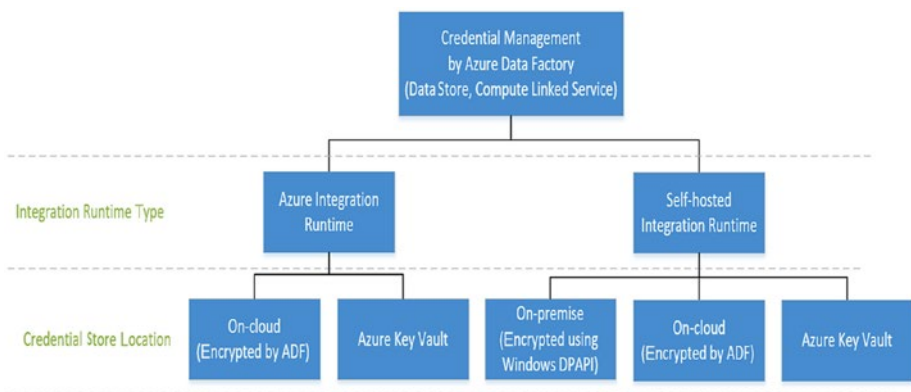 Credential Management
by Azure Data Factory
(Data Store, Compute Linked Service)
Integration Runtime Type
Azure Integration
Runtime
Self-hosted
Integration Runtime
Credential Store Location
On-cloud
(Encrypted by ADF)
Azure Key Vault
On-premise
(Encrypted using
Windows DPAPI)
On-cloud
(Encrypted by ADF)
Azure Key Vault